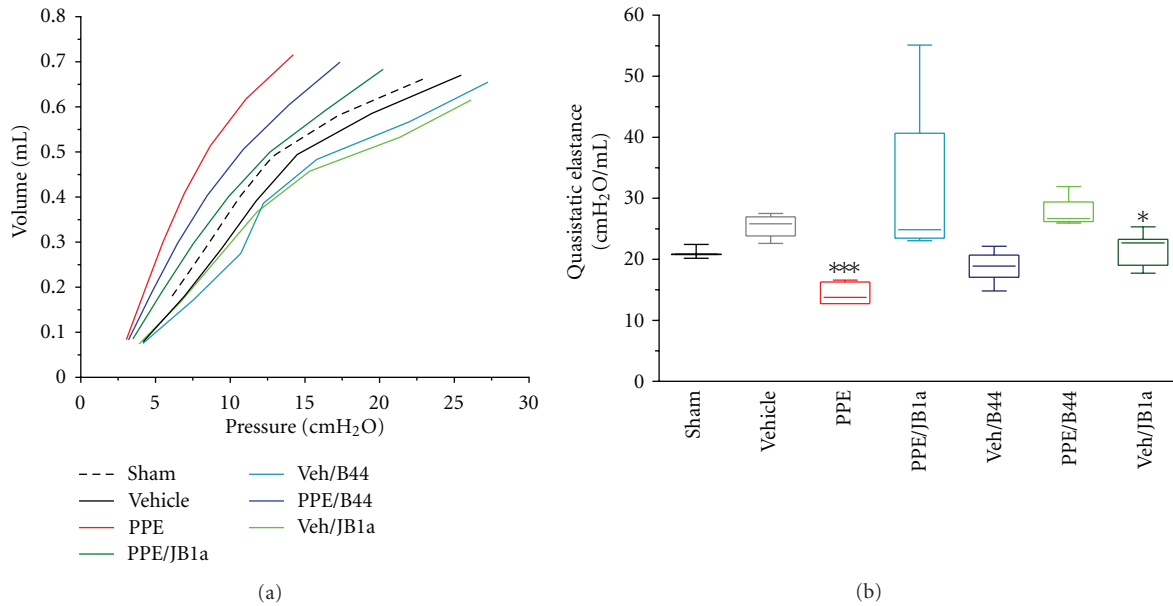 0.8
0.7
0.6
0.5
0.4
0.3
0.2
0.1
0
Volume (mL)
0 5 10 15 20 25 30
Pressure (cmH₂O)
Sham
Vehicle
PPE
PPE/JB1a
Veh/B44
PPE/B44
Veh/JB1a
(a)
60
50
40
30
20
10
0
Quasistatic elastance
(cmH₂O/mL)
***
*
Sham
Vehicle
PPE
PPE/JB1a
Veh/B44
PPE/B44
Veh/JB1a
(b)